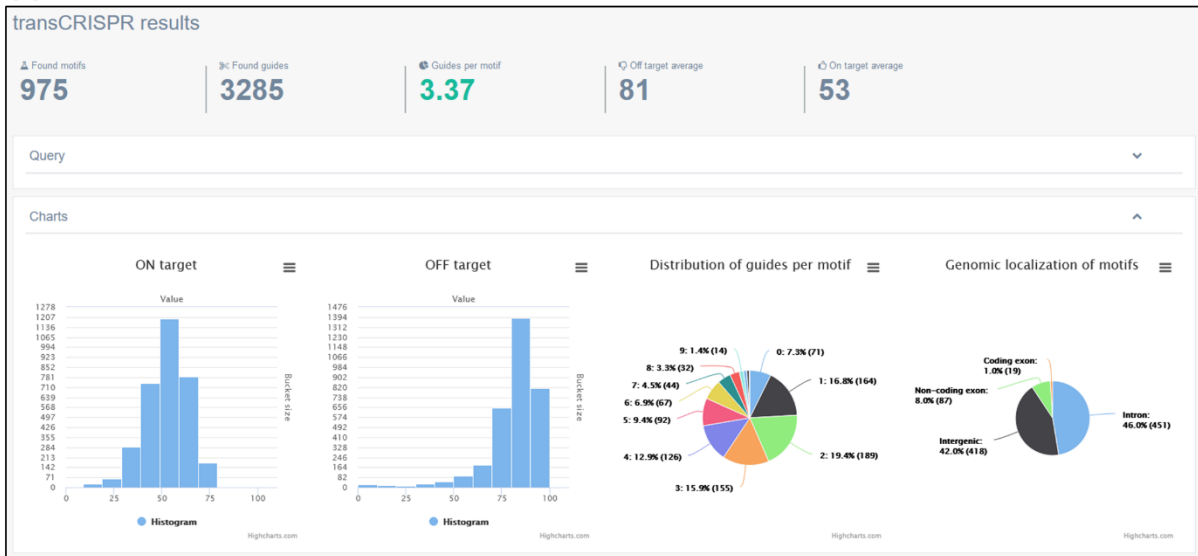 transCRISPR results
Found motifs
975
Found guides
3285
Guides per motif
3.37
Off target average
81
On target average
53
Query
Charts
ON target
Value
1278
1207
1136
1065
994
923
852
781
710
639
568
497
426
355
284
213
142
71
0
0 25 50 75 100
Bucket size
Histogram
Highcharts.com
OFF target
Value
1476
1394
1312
1230
1148
1066
984
902
820
738
656
574
492
410
328
246
164
82
0
0 25 50 75 100
Bucket size
Histogram
Highcharts.com
Distribution of guides per motif
0: 7.3% (71)
1: 16.8% (164)
2: 19.4% (189)
3: 15.9% (155)
4: 12.9% (126)
5: 9.4% (92)
6: 6.9% (67)
7: 4.5% (44)
8: 3.3% (32)
9: 1.4% (14)
Highcharts.com
Genomic localization of motifs
Coding exon:
1.0% (19)
Non-coding exon:
8.0% (87)
Intergenic:
42.0% (418)
Intron:
46.0% (451)
Highcharts.com